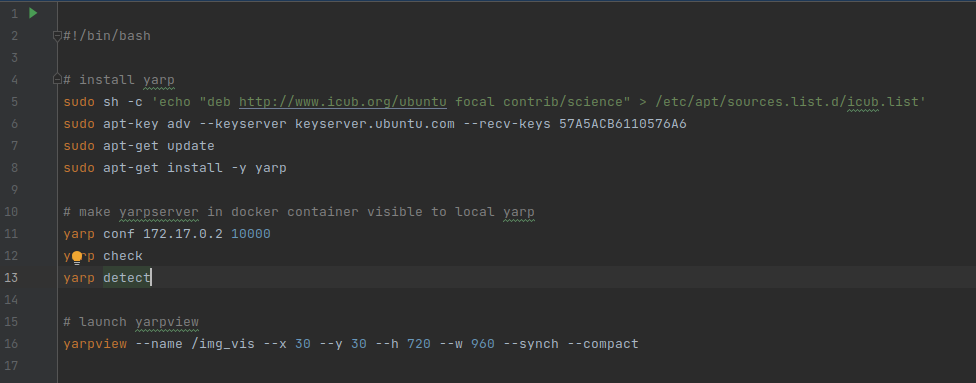 1
2 #!/bin/bash
3
4 # install yarp
5 sudo sh -c 'echo "deb http://www.icub.org/ubuntu focal contrib/science" > /etc/apt/sources.list.d/icub.list'
6 sudo apt-key adv --keyserver keyserver.ubuntu.com --recv-keys 57A5ACB6110576A6
7 sudo apt-get update
8 sudo apt-get install -y yarp
9
10 # make yarpserver in docker container visible to local yarp
11 yarp conf 172.17.0.2 10000
12 yarp check
13 yarp detect
14
15 # launch yarpview
16 yarpview --name /img_vis --x 30 --y 30 --h 720 --w 960 --synch --compact
17